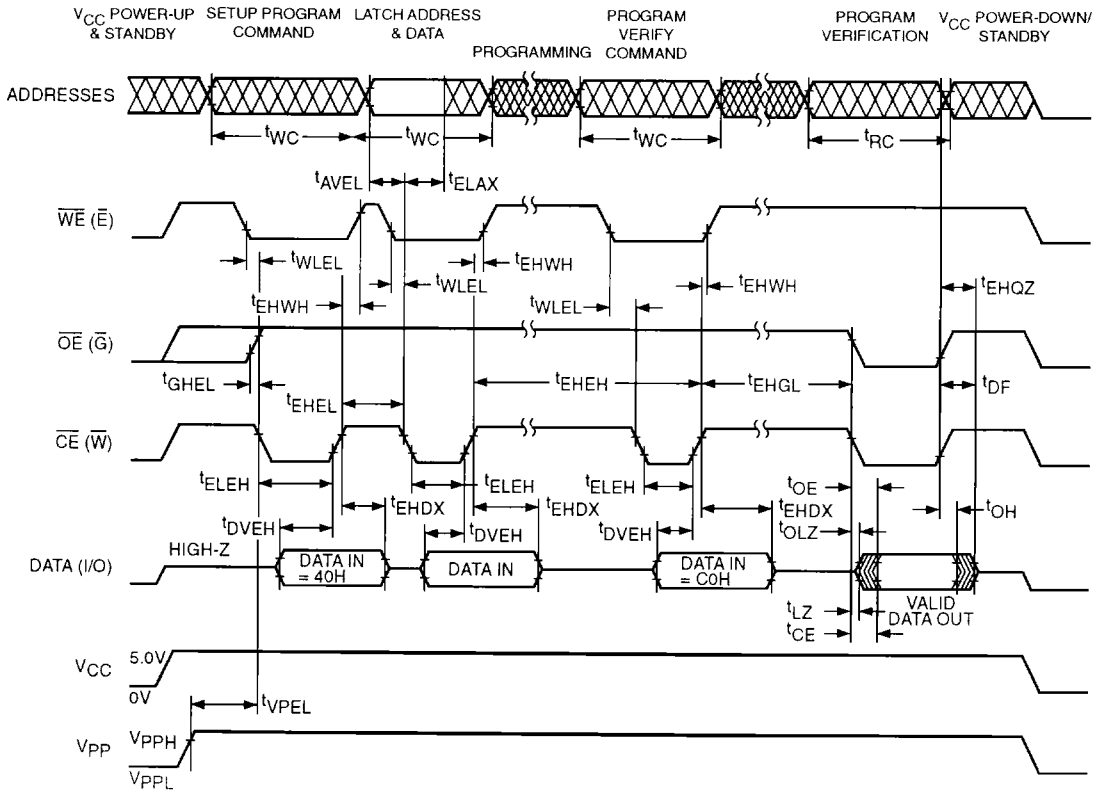 VCC POWER-UP
& STANDBY
SETUP PROGRAM
COMMAND
LATCH ADDRESS
& DATA
PROGRAMMING
PROGRAM
VERIFY
COMMAND
PROGRAM
VERIFICATION
VCC POWER-DOWN/
STANDBY
ADDRESSES
tWC
tWC
tWC
tRC
tAVEL
tELAX
WE (E)
tWLEL
tEHWH
tWLEL
tEHWH
tWLEL
tEHWH
tEHQZ
OE (G)
tGHEL
tEHEL
tEHEH
tEHGL
tDF
CE (W)
tELEH
tEHDX
tELEH
tEHDX
tELEH
tEHDX
tOE
tOH
tDVEH
tDVEH
tDVEH
tOLZ
DATA (I/O)
HIGH-Z
DATA IN
= 40H
DATA IN
DATA IN
= C0H
VALID
DATA OUT
tLZ
tCE
VCC
5.0V
0V
tVPEL
VPP
VPPH
VPPL